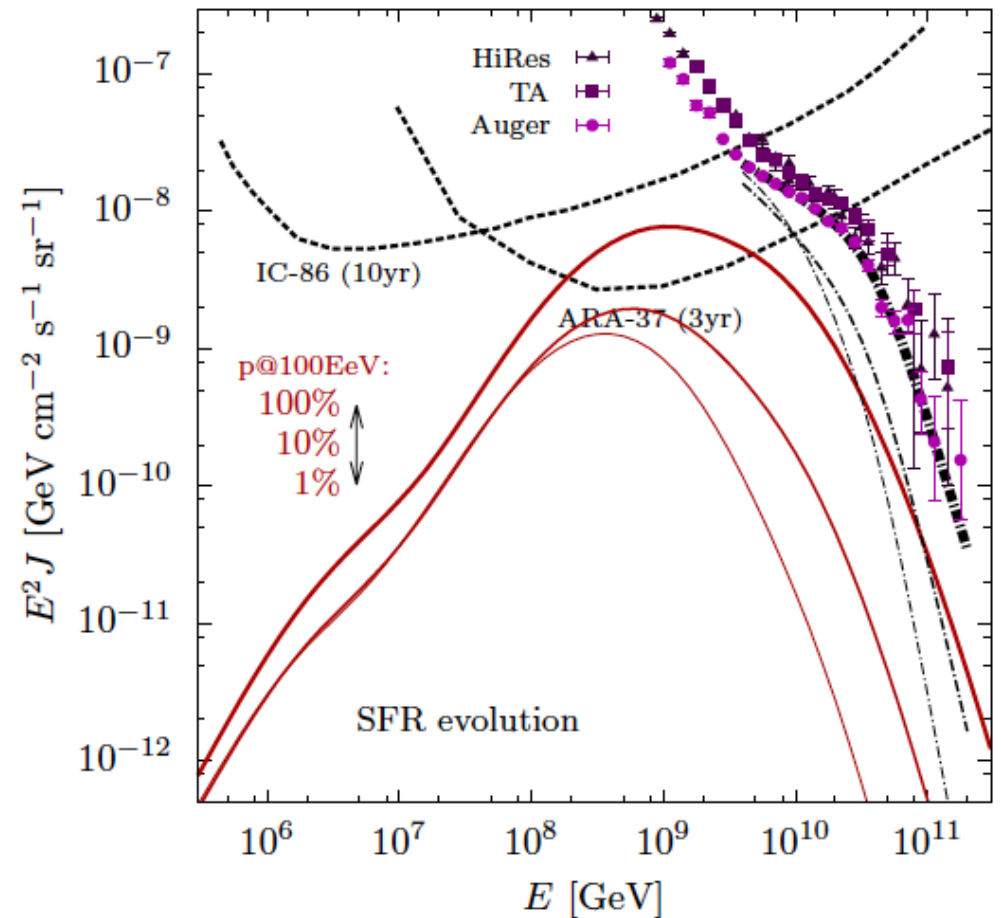 HiRes
TA
Auger
IC-86 (10yr)
ARA-37 (3yr)
p@100EeV:
100%
10%
1%
SFR evolution
10⁻⁷
10⁻⁸
10⁻⁹
10⁻¹⁰
10⁻¹¹
10⁻¹²
E² J [GeV cm⁻² s⁻¹ sr⁻¹]
10⁶ 10⁷ 10⁸ 10⁹ 10¹⁰ 10¹¹
E [GeV]